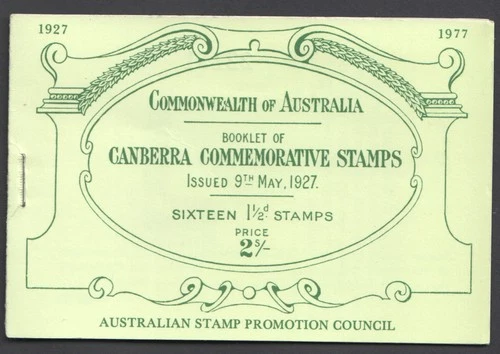 1927 1977
COMMONWEALTH OF AUSTRALIA
BOOKLET OF
CANBERRA COMMEMORATIVE STAMPS
ISSUED 9TH MAY, 1927.
SIXTEEN 1½d. STAMPS
PRICE
2s/-
AUSTRALIAN STAMP PROMOTION COUNCIL